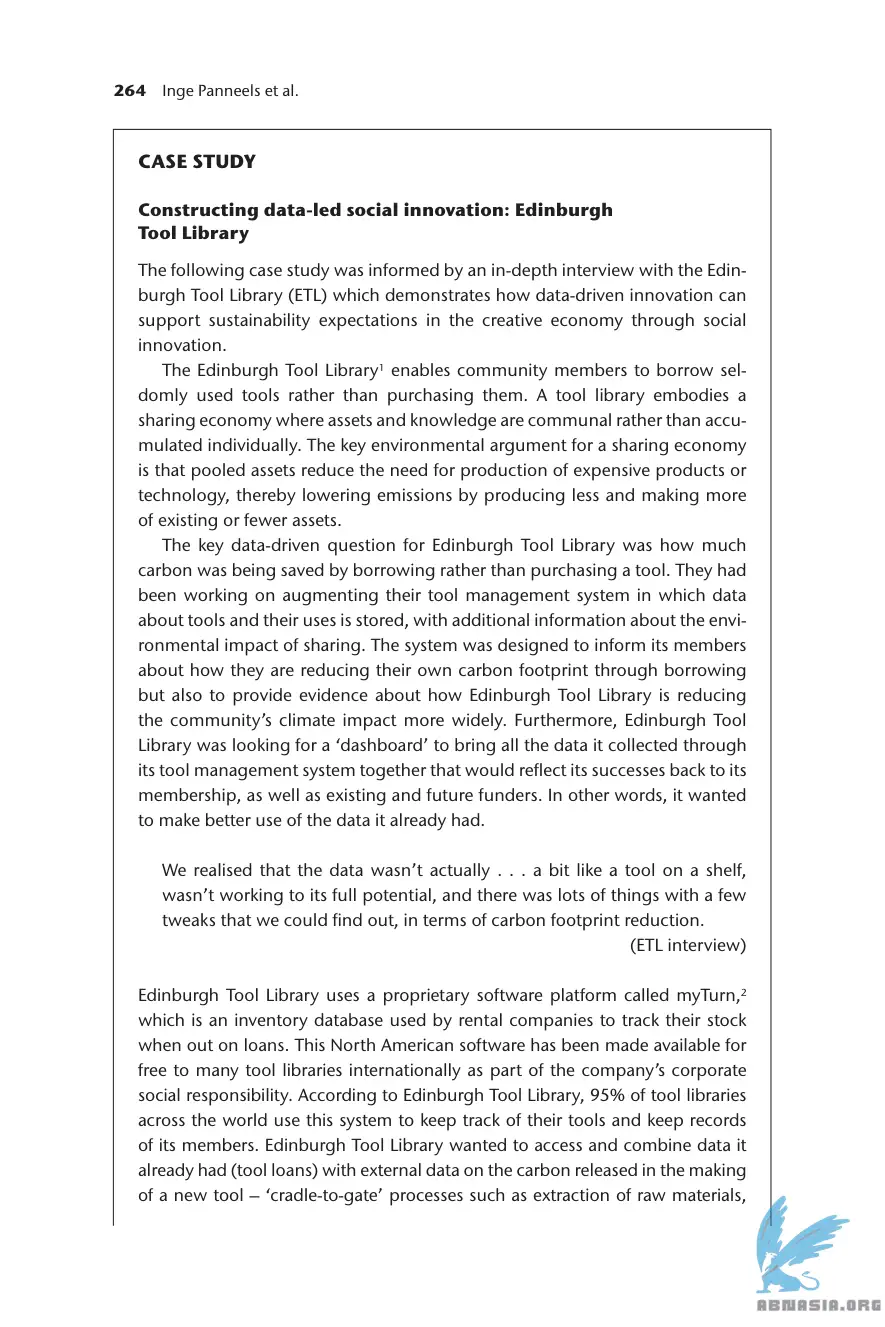 264 Inge Panneels et al.
CASE STUDY
Constructing data-led social innovation: Edinburgh
Tool Library
The following case study was informed by an in-depth interview with the Edin-
burgh Tool Library (ETL) which demonstrates how data-driven innovation can
support sustainability expectations in the creative economy through social
innovation.
The Edinburgh Tool Library¹ enables community members to borrow sel-
domly used tools rather than purchasing them. A tool library embodies a
sharing economy where assets and knowledge are communal rather than accu-
mulated individually. The key environmental argument for a sharing economy
is that pooled assets reduce the need for production of expensive products or
technology, thereby lowering emissions by producing less and making more
of existing or fewer assets.
The key data-driven question for Edinburgh Tool Library was how much
carbon was being saved by borrowing rather than purchasing a tool. They had
been working on augmenting their tool management system in which data
about tools and their uses is stored, with additional information about the envi-
ronmental impact of sharing. The system was designed to inform its members
about how they are reducing their own carbon footprint through borrowing
but also to provide evidence about how Edinburgh Tool Library is reducing
the community’s climate impact more widely. Furthermore, Edinburgh Tool
Library was looking for a ‘dashboard’ to bring all the data it collected through
its tool management system together that would reflect its successes back to its
membership, as well as existing and future funders. In other words, it wanted
to make better use of the data it already had.
We realised that the data wasn’t actually . . . a bit like a tool on a shelf,
wasn’t working to its full potential, and there was lots of things with a few
tweaks that we could find out, in terms of carbon footprint reduction.
(ETL interview)
Edinburgh Tool Library uses a proprietary software platform called myTurn,²
which is an inventory database used by rental companies to track their stock
when out on loans. This North American software has been made available for
free to many tool libraries internationally as part of the company’s corporate
social responsibility. According to Edinburgh Tool Library, 95% of tool libraries
across the world use this system to keep track of their tools and keep records
of its members. Edinburgh Tool Library wanted to access and combine data it
already had (tool loans) with external data on the carbon released in the making
of a new tool – ‘cradle-to-gate’ processes such as extraction of raw materials,
ABNASIA.ORG